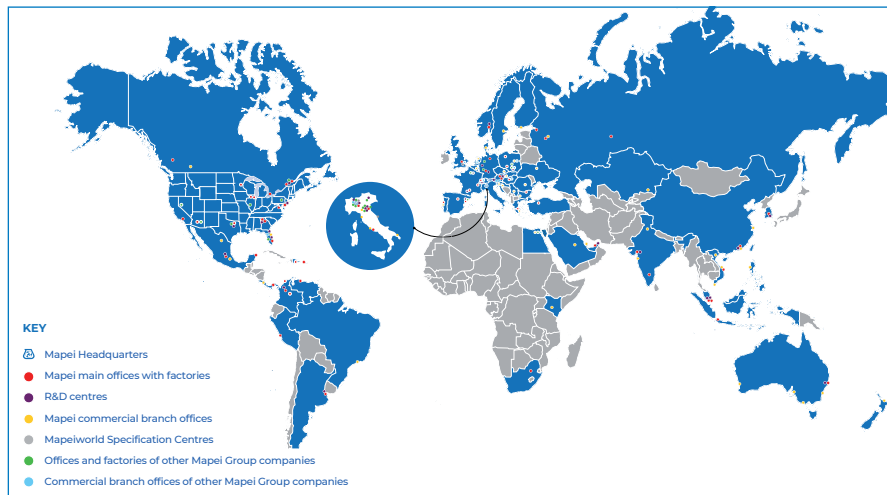 KEY
Mapei Headquarters
Mapei main offices with factories
R&D centres
Mapei commercial branch offices
Mapeiworld Specification Centres
Offices and factories of other Mapei Group companies
Commercial branch offices of other Mapei Group companies